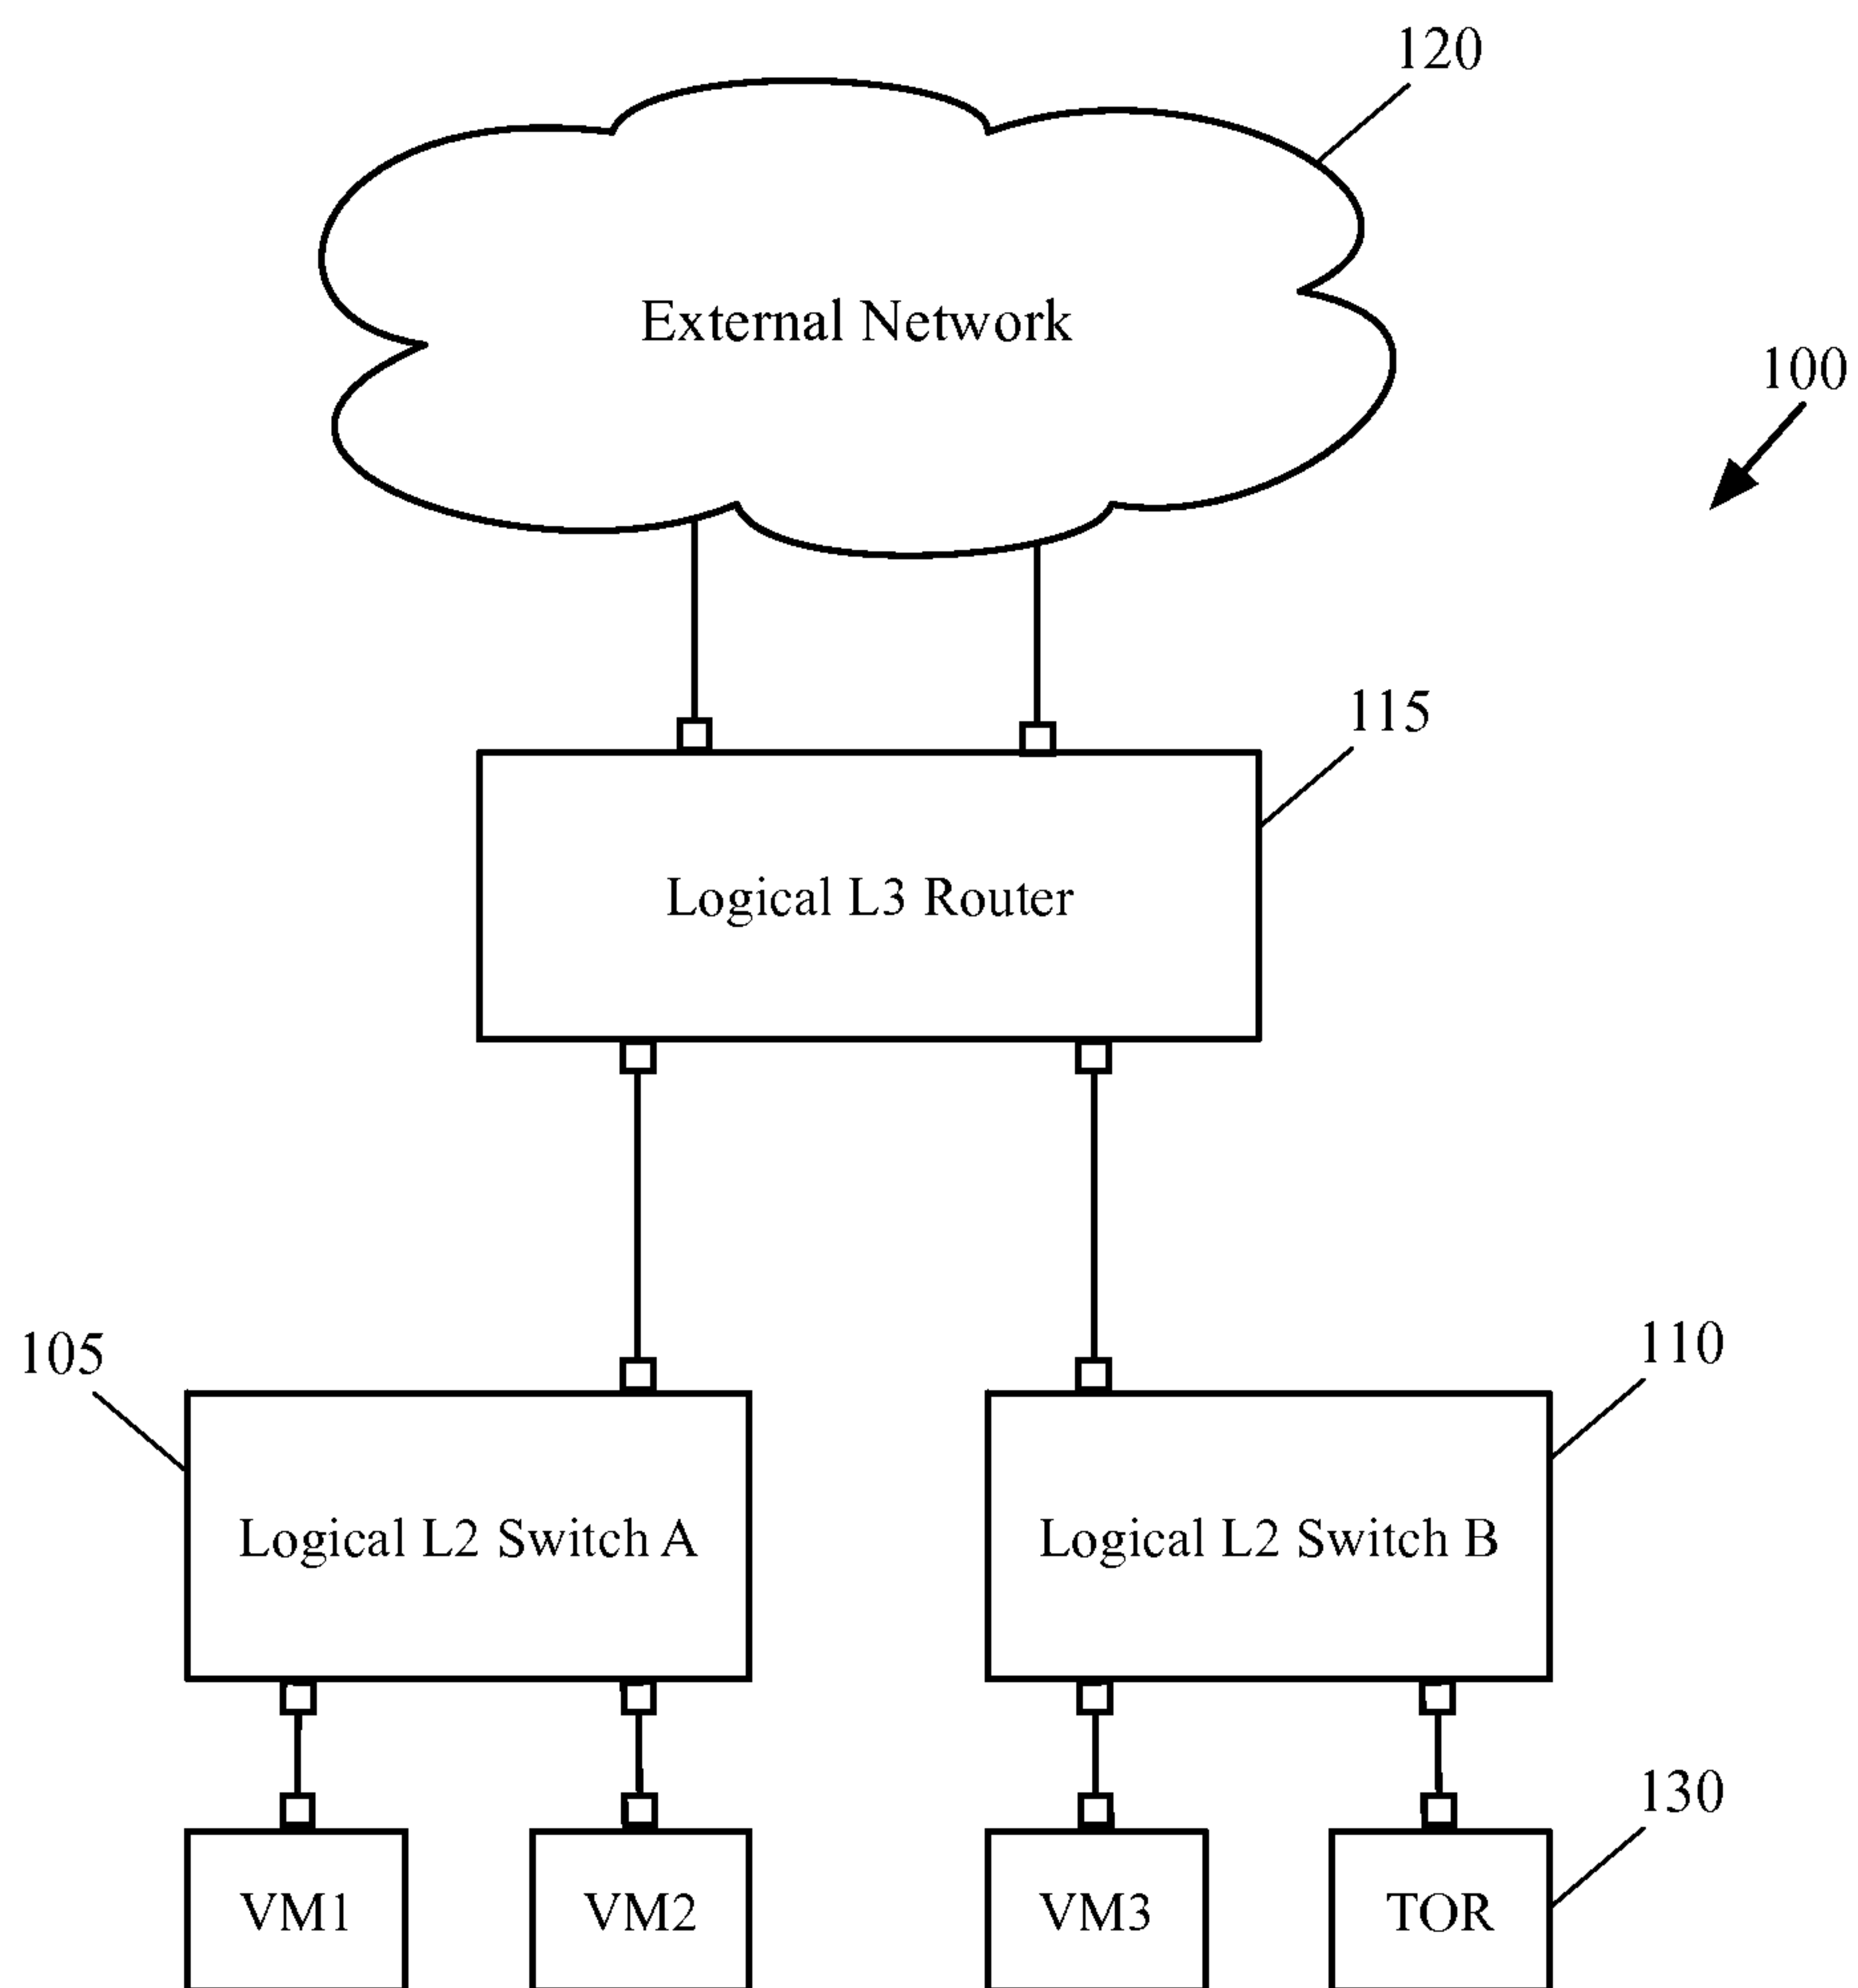 120
External Network
100
115
Logical L3 Router
105
110
Logical L2 Switch A
Logical L2 Switch B
130
VM1
VM2
VM3
TOR